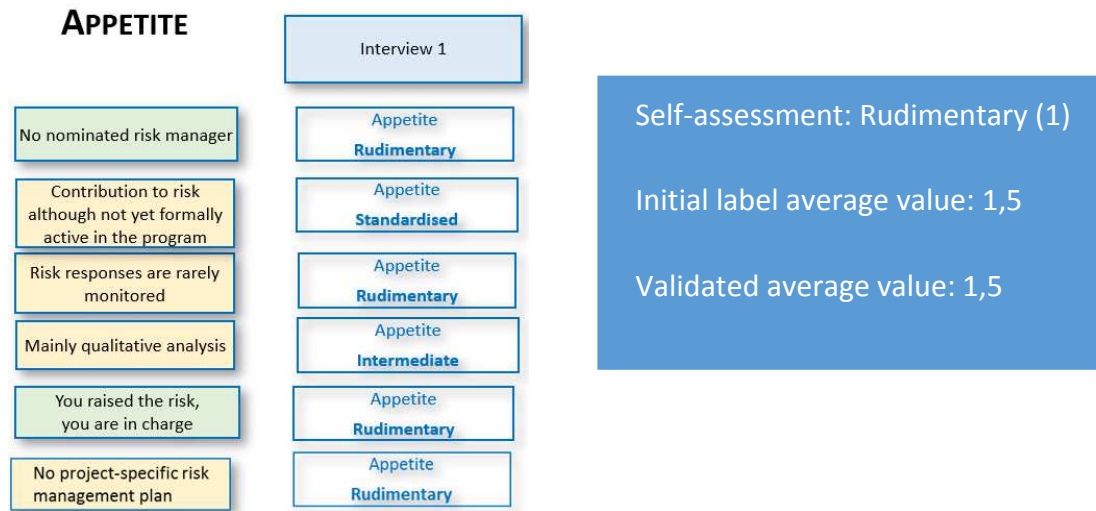 APPETITE
Interview 1
No nominated risk manager
Appetite
Rudimentary
Contribution to risk
although not yet formally
active in the program
Appetite
Standardised
Risk responses are rarely
monitored
Appetite
Rudimentary
Mainly qualitative analysis
Appetite
Intermediate
You raised the risk,
you are in charge
Appetite
Rudimentary
No project-specific risk
management plan
Appetite
Rudimentary
Self-assessment: Rudimentary (1)
Initial label average value: 1,5
Validated average value: 1,5